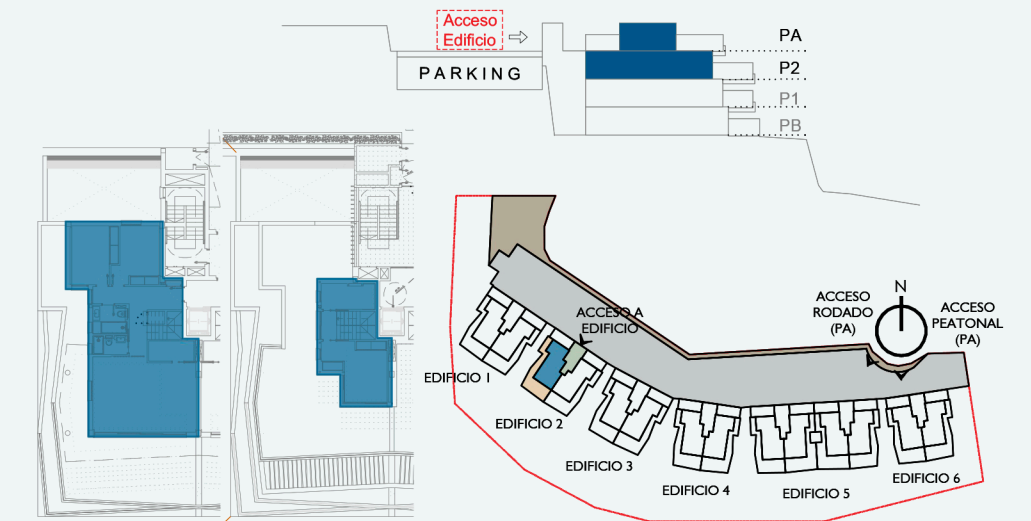 Acceso
Edificio
PARKING
PA
P2
P1
PB
N
ACCESO
RODADO
(PA)
ACCESO
PEATONAL
(PA)
ACCESO A
EDIFICIO
EDIFICIO 1
EDIFICIO 2
EDIFICIO 3
EDIFICIO 4
EDIFICIO 5
EDIFICIO 6